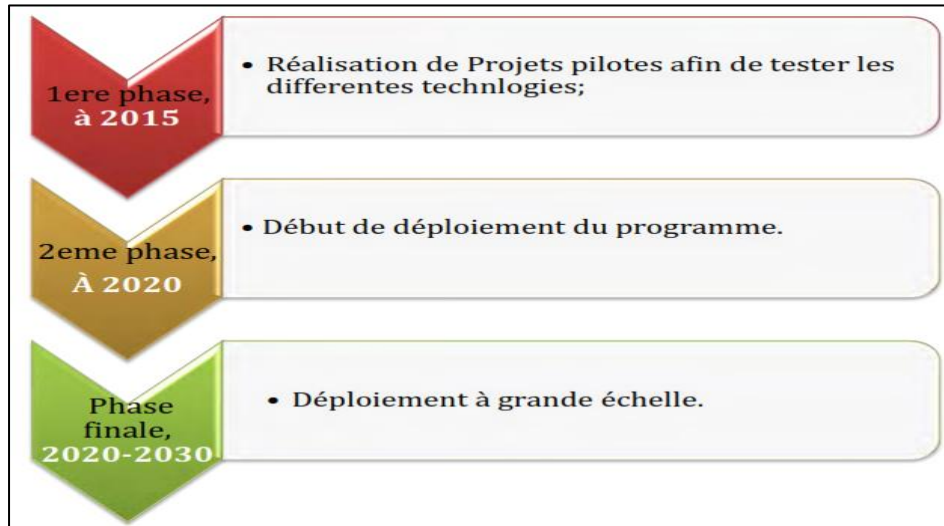 1ere phase,
à 2015
• Réalisation de Projets pilotes afin de tester les
differentes technlogies;
2eme phase,
À 2020
• Début de déploiement du programme.
Phase
finale,
2020-2030
• Déploiement à grande échelle.